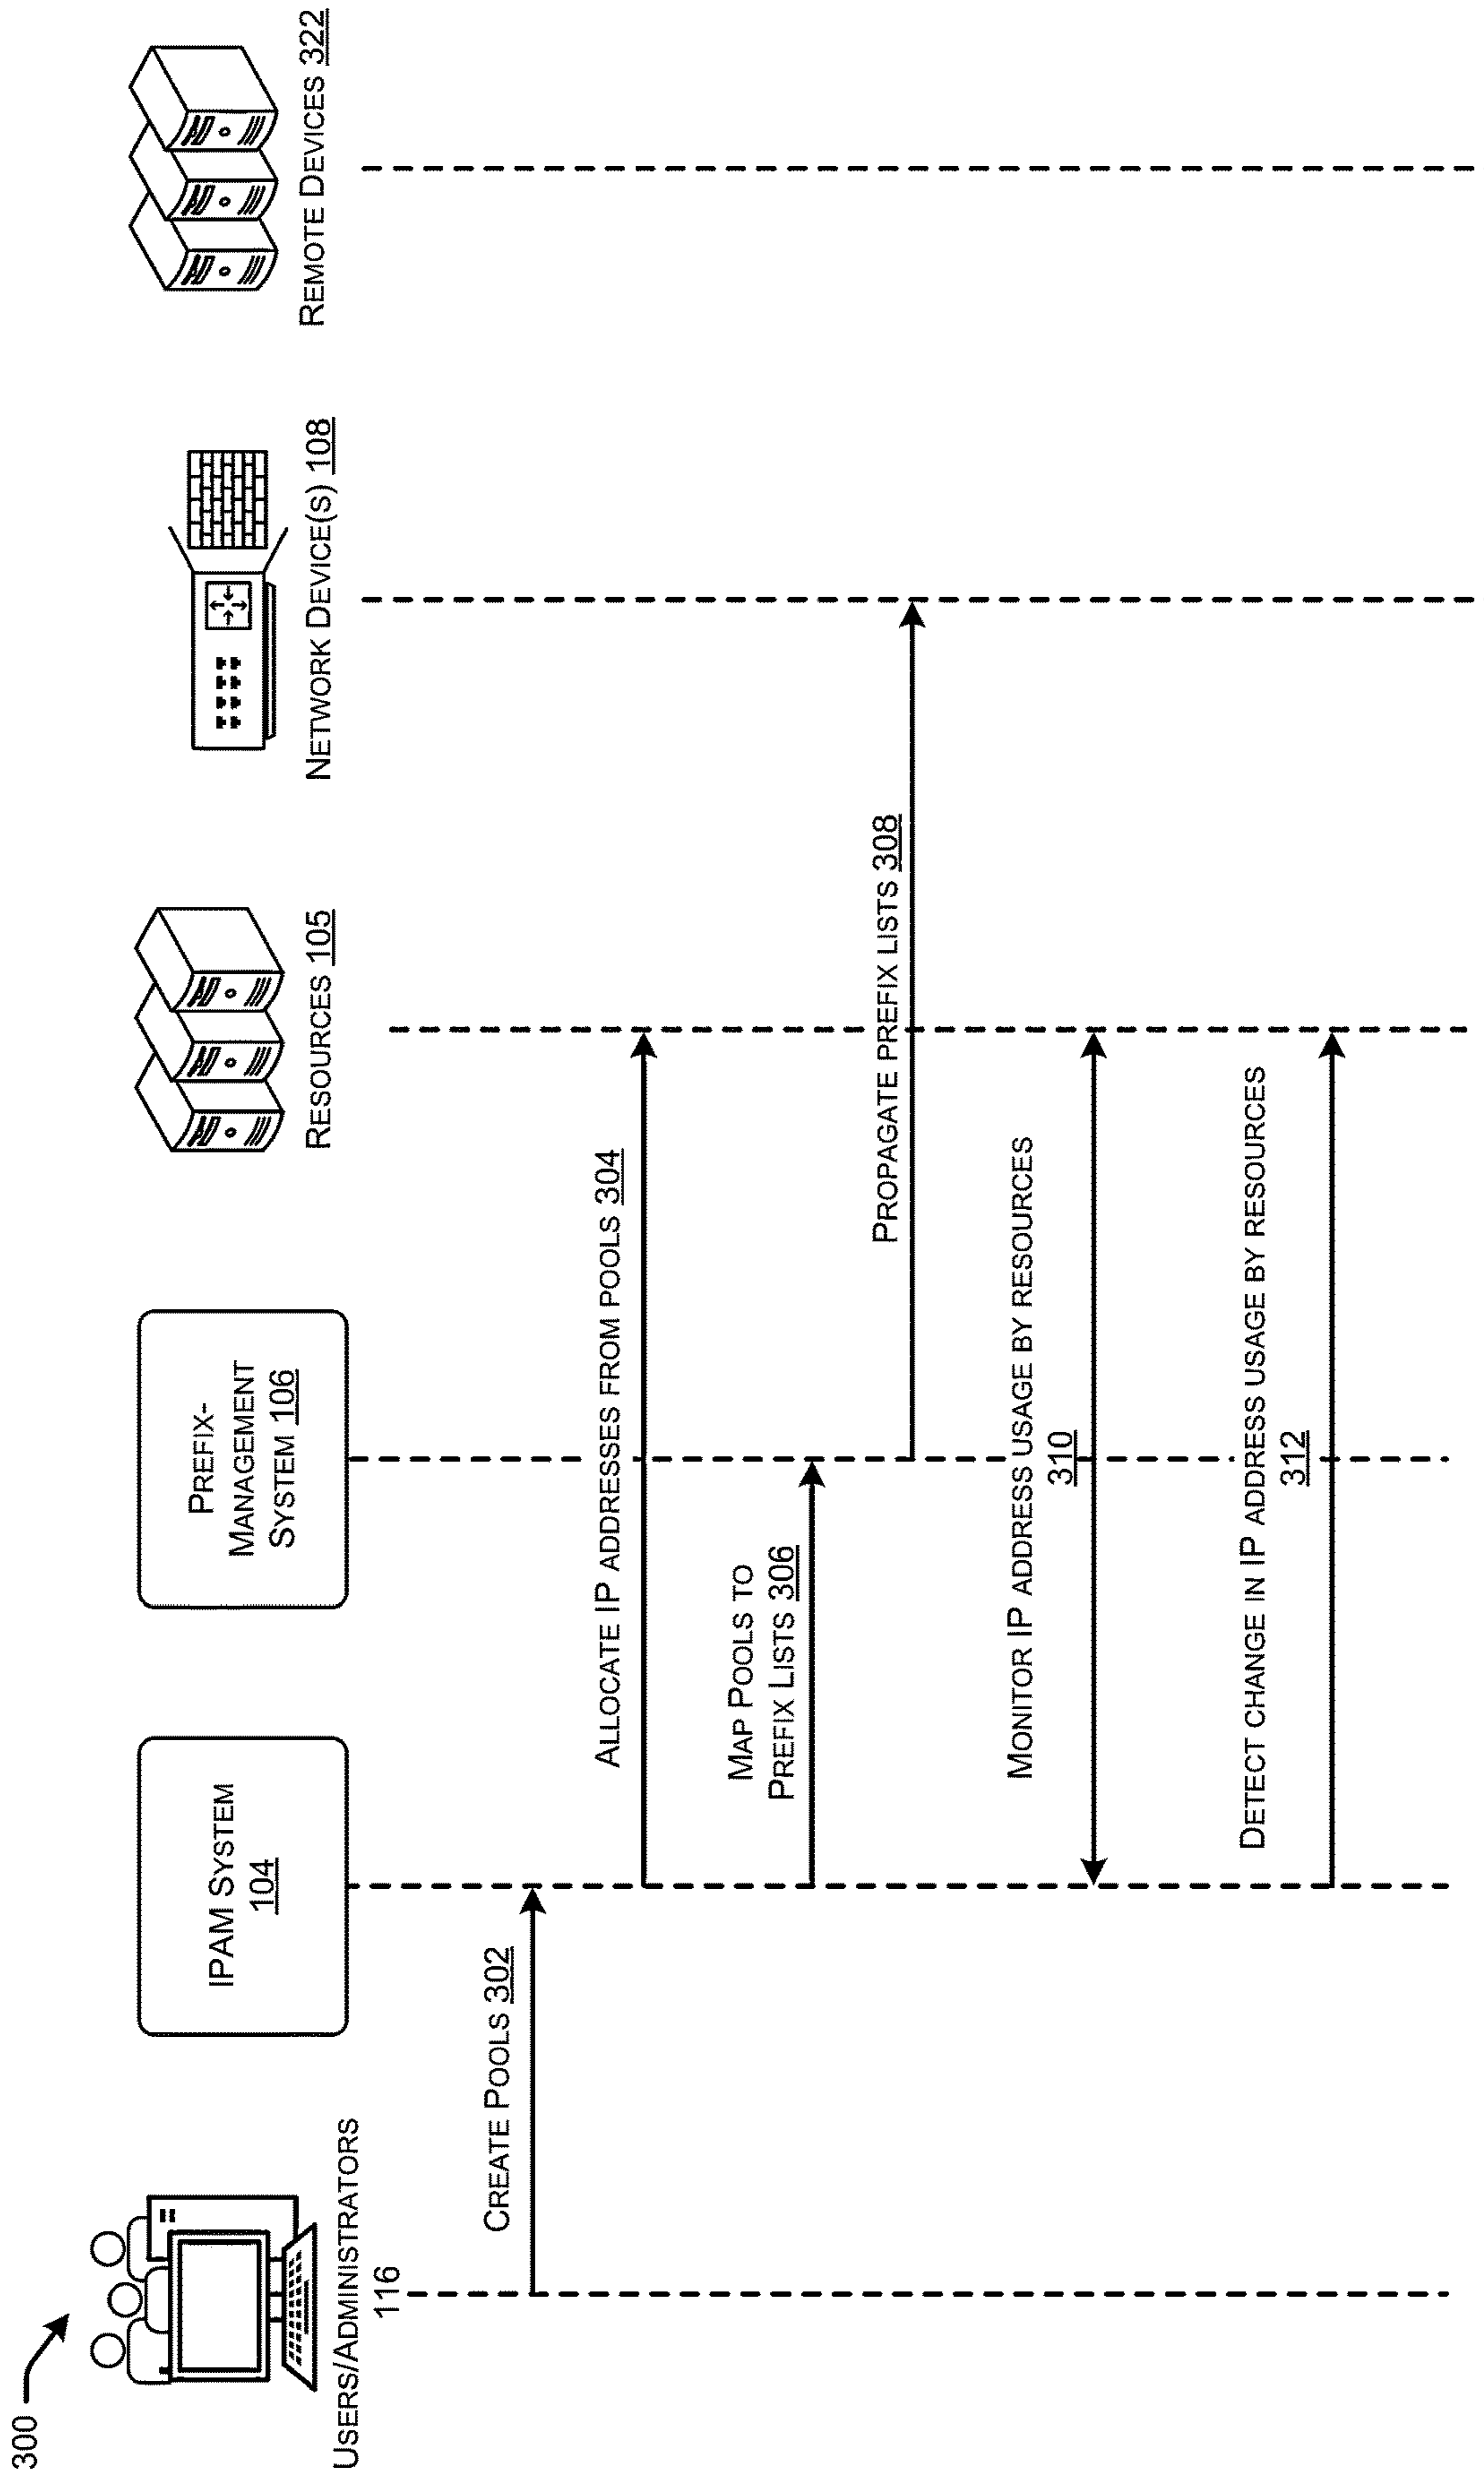 300
USERS/ADMINISTRATORS
116
IPAM SYSTEM
104
PREFIX-
MANAGEMENT
SYSTEM 106
RESOURCES 105
NETWORK DEVICE(S) 108
REMOTE DEVICES 322
CREATE POOLS 302
ALLOCATE IP ADDRESSES FROM POOLS 304
MAP POOLS TO
PREFIX LISTS 306
PROPAGATE PREFIX LISTS 308
MONITOR IP ADDRESS USAGE BY RESOURCES
310
DETECT CHANGE IN IP ADDRESS USAGE BY RESOURCES
312